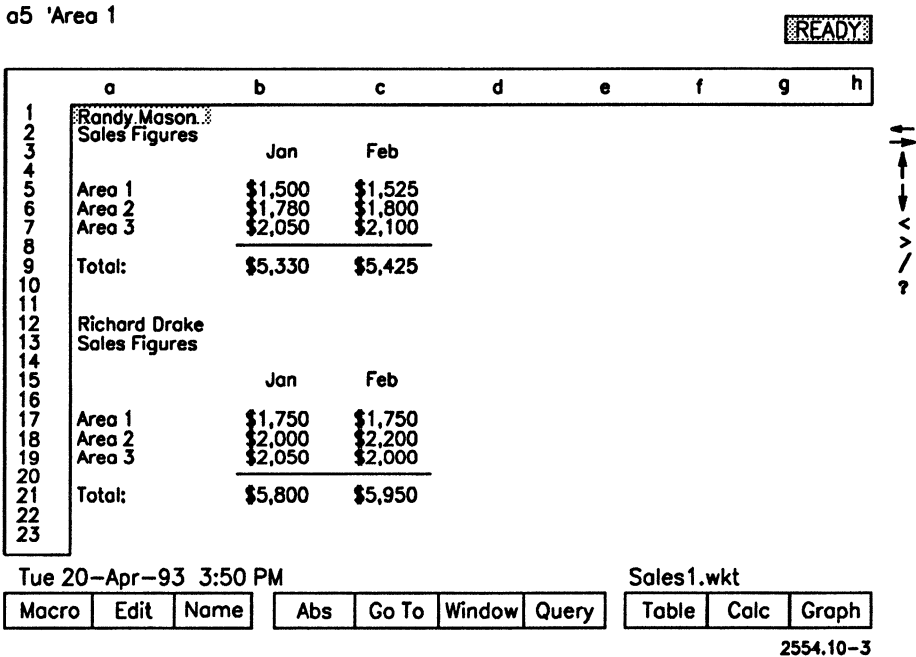 a5 'Area 1
READY
a b c d e f g h
1 Randy Mason
2 Sales Figures
3 Jan Feb
4
5 Area 1 $1,500 $1,525
6 Area 2 $1,780 $1,800
7 Area 3 $2,050 $2,100
8
9 Total: $5,330 $5,425
10
11
12 Richard Drake
13 Sales Figures
14
15 Jan Feb
16
17 Area 1 $1,750 $1,750
18 Area 2 $2,000 $2,200
19 Area 3 $2,050 $2,000
20
21 Total: $5,800 $5,950
22
23
←
→
↑
↓
<
>
/
?
Tue 20-Apr-93 3:50 PM Sales1.wkt
Macro Edit Name Abs Go To Window Query Table Calc Graph
2554.10-3